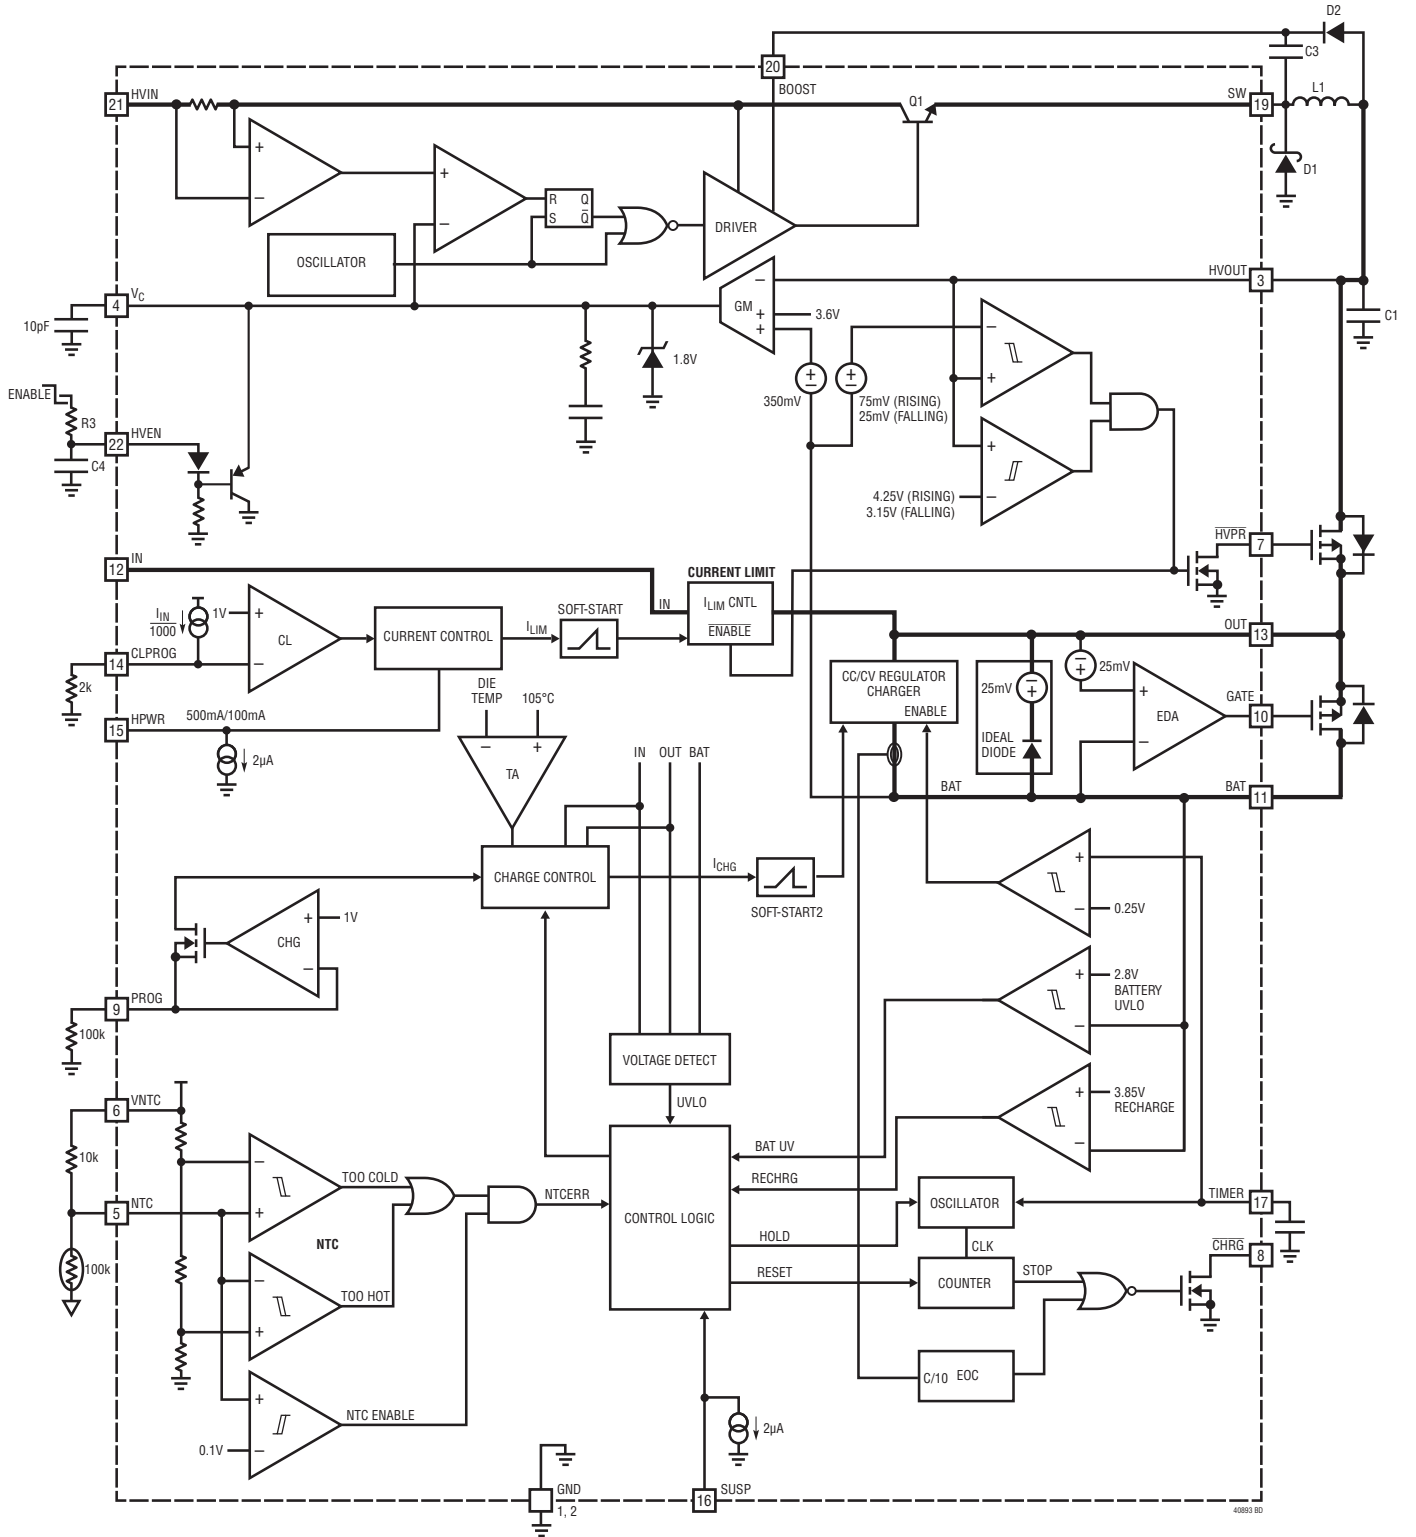 D2
C3
20
BOOST
21
HVIN
Q1
SW
19
L1
+
−
+
−
R Q
S Q̅
DRIVER
D1
OSCILLATOR
HVOUT
3
4
VC
10pF
GM
−
+
+
3.6V
C1
1.8V
350mV
+
−
+
−
75mV (RISING)
25mV (FALLING)
−
+
ENABLE
R3
22
HVEN
C4
+
−
4.25V (RISING)
3.15V (FALLING)
H̅V̅P̅R̅
7
12
IN
CURRENT LIMIT
IN
ILIM CNTL
E̅N̅A̅B̅L̅E̅
IIN
1000
1V
+
−
CL
CURRENT CONTROL
ILIM
SOFT-START
OUT
13
14
CLPROG
2k
15
HPWR
500mA/100mA
2µA
DIE
TEMP
105°C
−
+
TA
CC/CV REGULATOR
CHARGER
ENABLE
25mV
−
+
IDEAL
DIODE
−
+
25mV
+
−
EDA
GATE
10
IN OUT BAT
BAT
BAT
11
CHARGE CONTROL
ICHG
SOFT-START2
+
−
0.25V
+
−
CHG
1V
9
PROG
100k
+
−
2.8V
BATTERY
UVLO
VOLTAGE DETECT
UVLO
+
−
3.85V
RECHARGE
6
VNTC
10k
5
NTC
100k
−
+
TOO COLD
NTC
−
+
TOO HOT
NTCERR
+
−
0.1V
NTC ENABLE
CONTROL LOGIC
BAT UV
RECHRG
HOLD
RESET
OSCILLATOR
CLK
COUNTER
STOP
C/10 EOC
TIMER
17
C̅H̅R̅G̅
8
2µA
GND
1, 2
16
SUSP
40893 BD